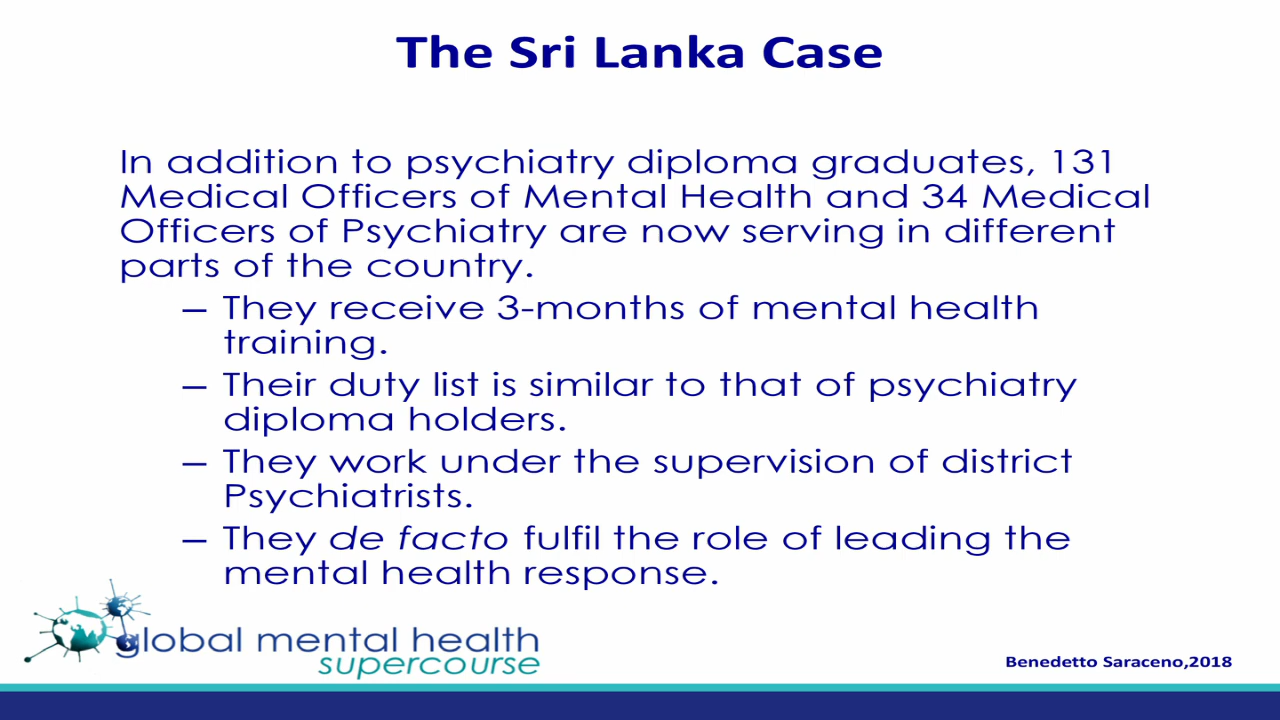 The Sri Lanka Case
In addition to psychiatry diploma graduates, 131
Medical Officers of Mental Health and 34 Medical
Officers of Psychiatry are now serving in different
parts of the country.
– They receive 3-months of mental health
training.
– Their duty list is similar to that of psychiatry
diploma holders.
– They work under the supervision of district
Psychiatrists.
– They de facto fulfil the role of leading the
mental health response.
global mental health
supercourse
Benedetto Saraceno,2018